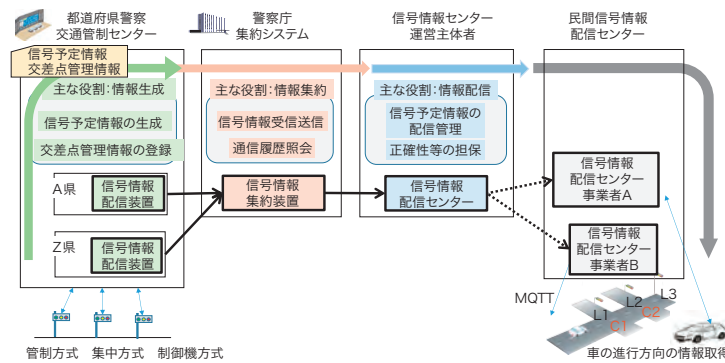 都道府県警察
交通管制センター
警察庁
集約システム
信号情報センター
運営主体者
民間信号情報
配信センター
信号予定情報
交差点管理情報
主な役割:情報生成
信号予定情報の生成
交差点管理情報の登録
主な役割:情報集約
信号情報受信送信
通信履歴照会
主な役割:情報配信
信号予定情報の
配信管理
正確性等の担保
A県
信号情報
配信装置
Z県
信号情報
配信装置
信号情報
集約装置
信号情報
配信センター
信号情報
配信センター
事業者A
信号情報
配信センター
事業者B
MQTT
L1
L2
L3
C1
C2
管制方式
集中方式
制御機方式
車の進行方向の情報取得